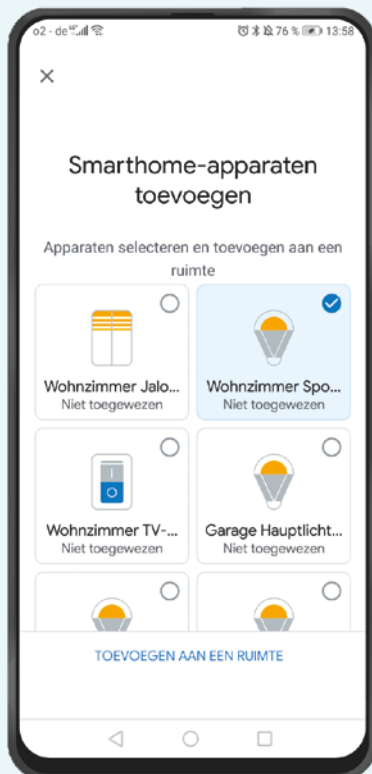 o2 - de 76 % 13:58
Smarthome-apparaten
toevoegen
Apparaten selecteren en toevoegen aan een
ruimte
Wohnzimmer Jalo...
Niet toegewezen
Wohnzimmer Spo...
Niet toegewezen
Wohnzimmer TV-...
Niet toegewezen
Garage Hauptlicht...
Niet toegewezen
TOEVOEGEN AAN EEN RUIMTE